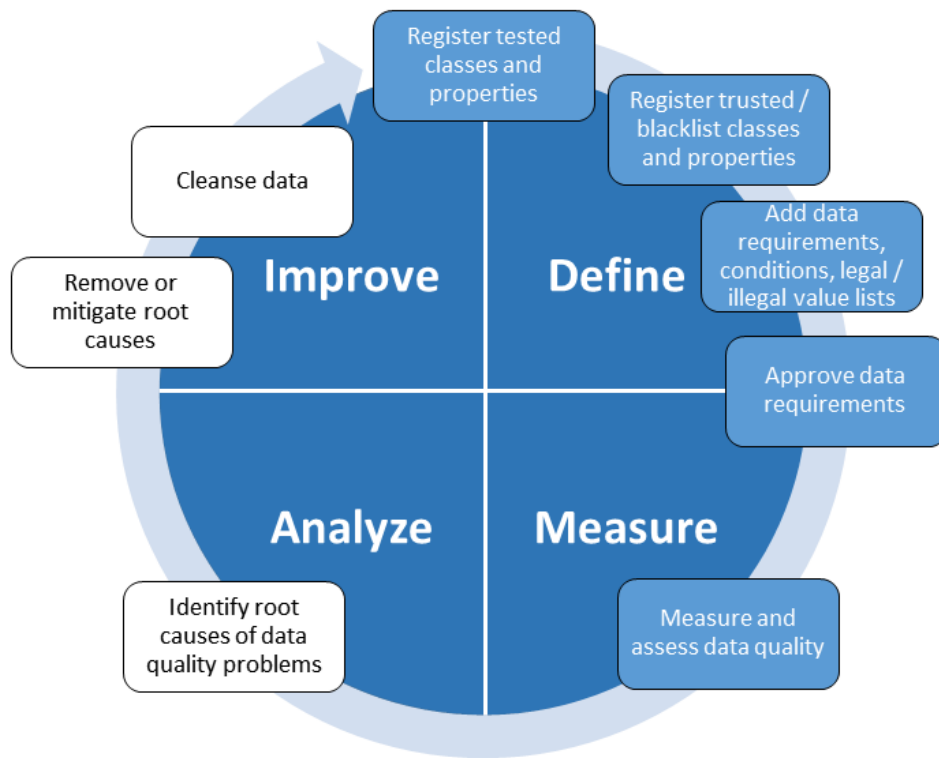 Register tested
classes and
properties
Register trusted /
blacklist classes
and properties
Cleanse data
Add data
requirements,
conditions, legal /
illegal value lists
Improve
Define
Remove or
mitigate root
causes
Approve data
requirements
Analyze
Measure
Identify root
causes of data
quality problems
Measure and
assess data quality